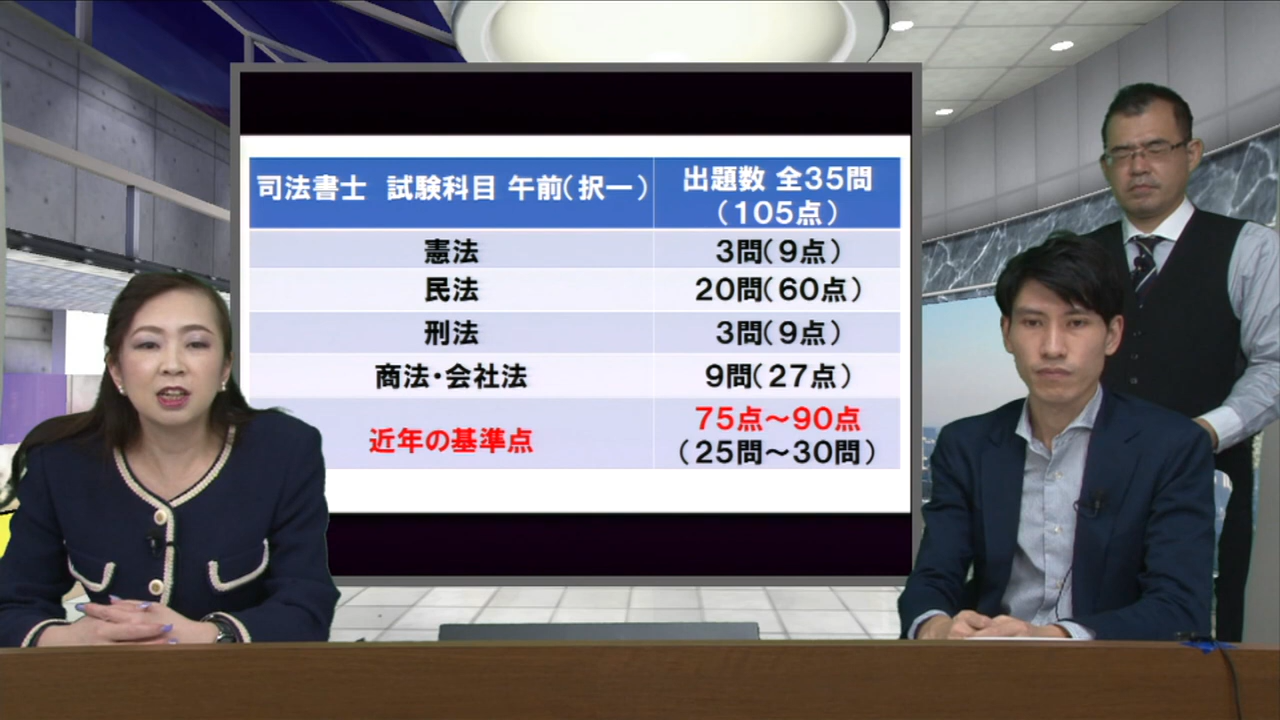 司法書士 試験科目 午前(択一) 出題数 全35問
(105点)
憲法 3問(9点)
民法 20問(60点)
刑法 3問(9点)
商法・会社法 9問(27点)
近年の基準点 75点～90点
(25問～30問)